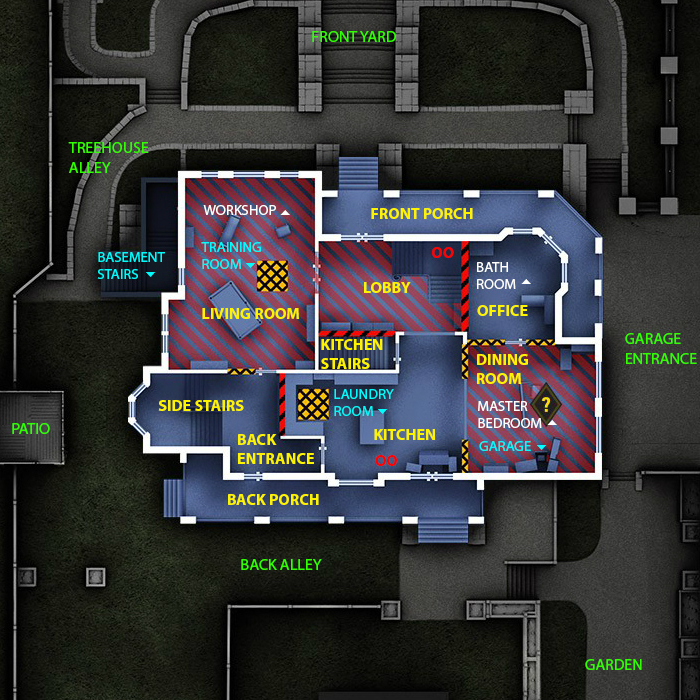 FRONT YARD
TREEHOUSE
ALLEY
WORKSHOP
FRONT PORCH
TRAINING
ROOM
BASEMENT
STAIRS
OO
BATH
ROOM
LOBBY
LIVING ROOM
OFFICE
KITCHEN
STAIRS
GARAGE
ENTRANCE
DINING
ROOM
LAUNDRY
ROOM
SIDE STAIRS
MASTER
BEDROOM
?
PATIO
KITCHEN
BACK
ENTRANCE
GARAGE
OO
BACK PORCH
BACK ALLEY
GARDEN